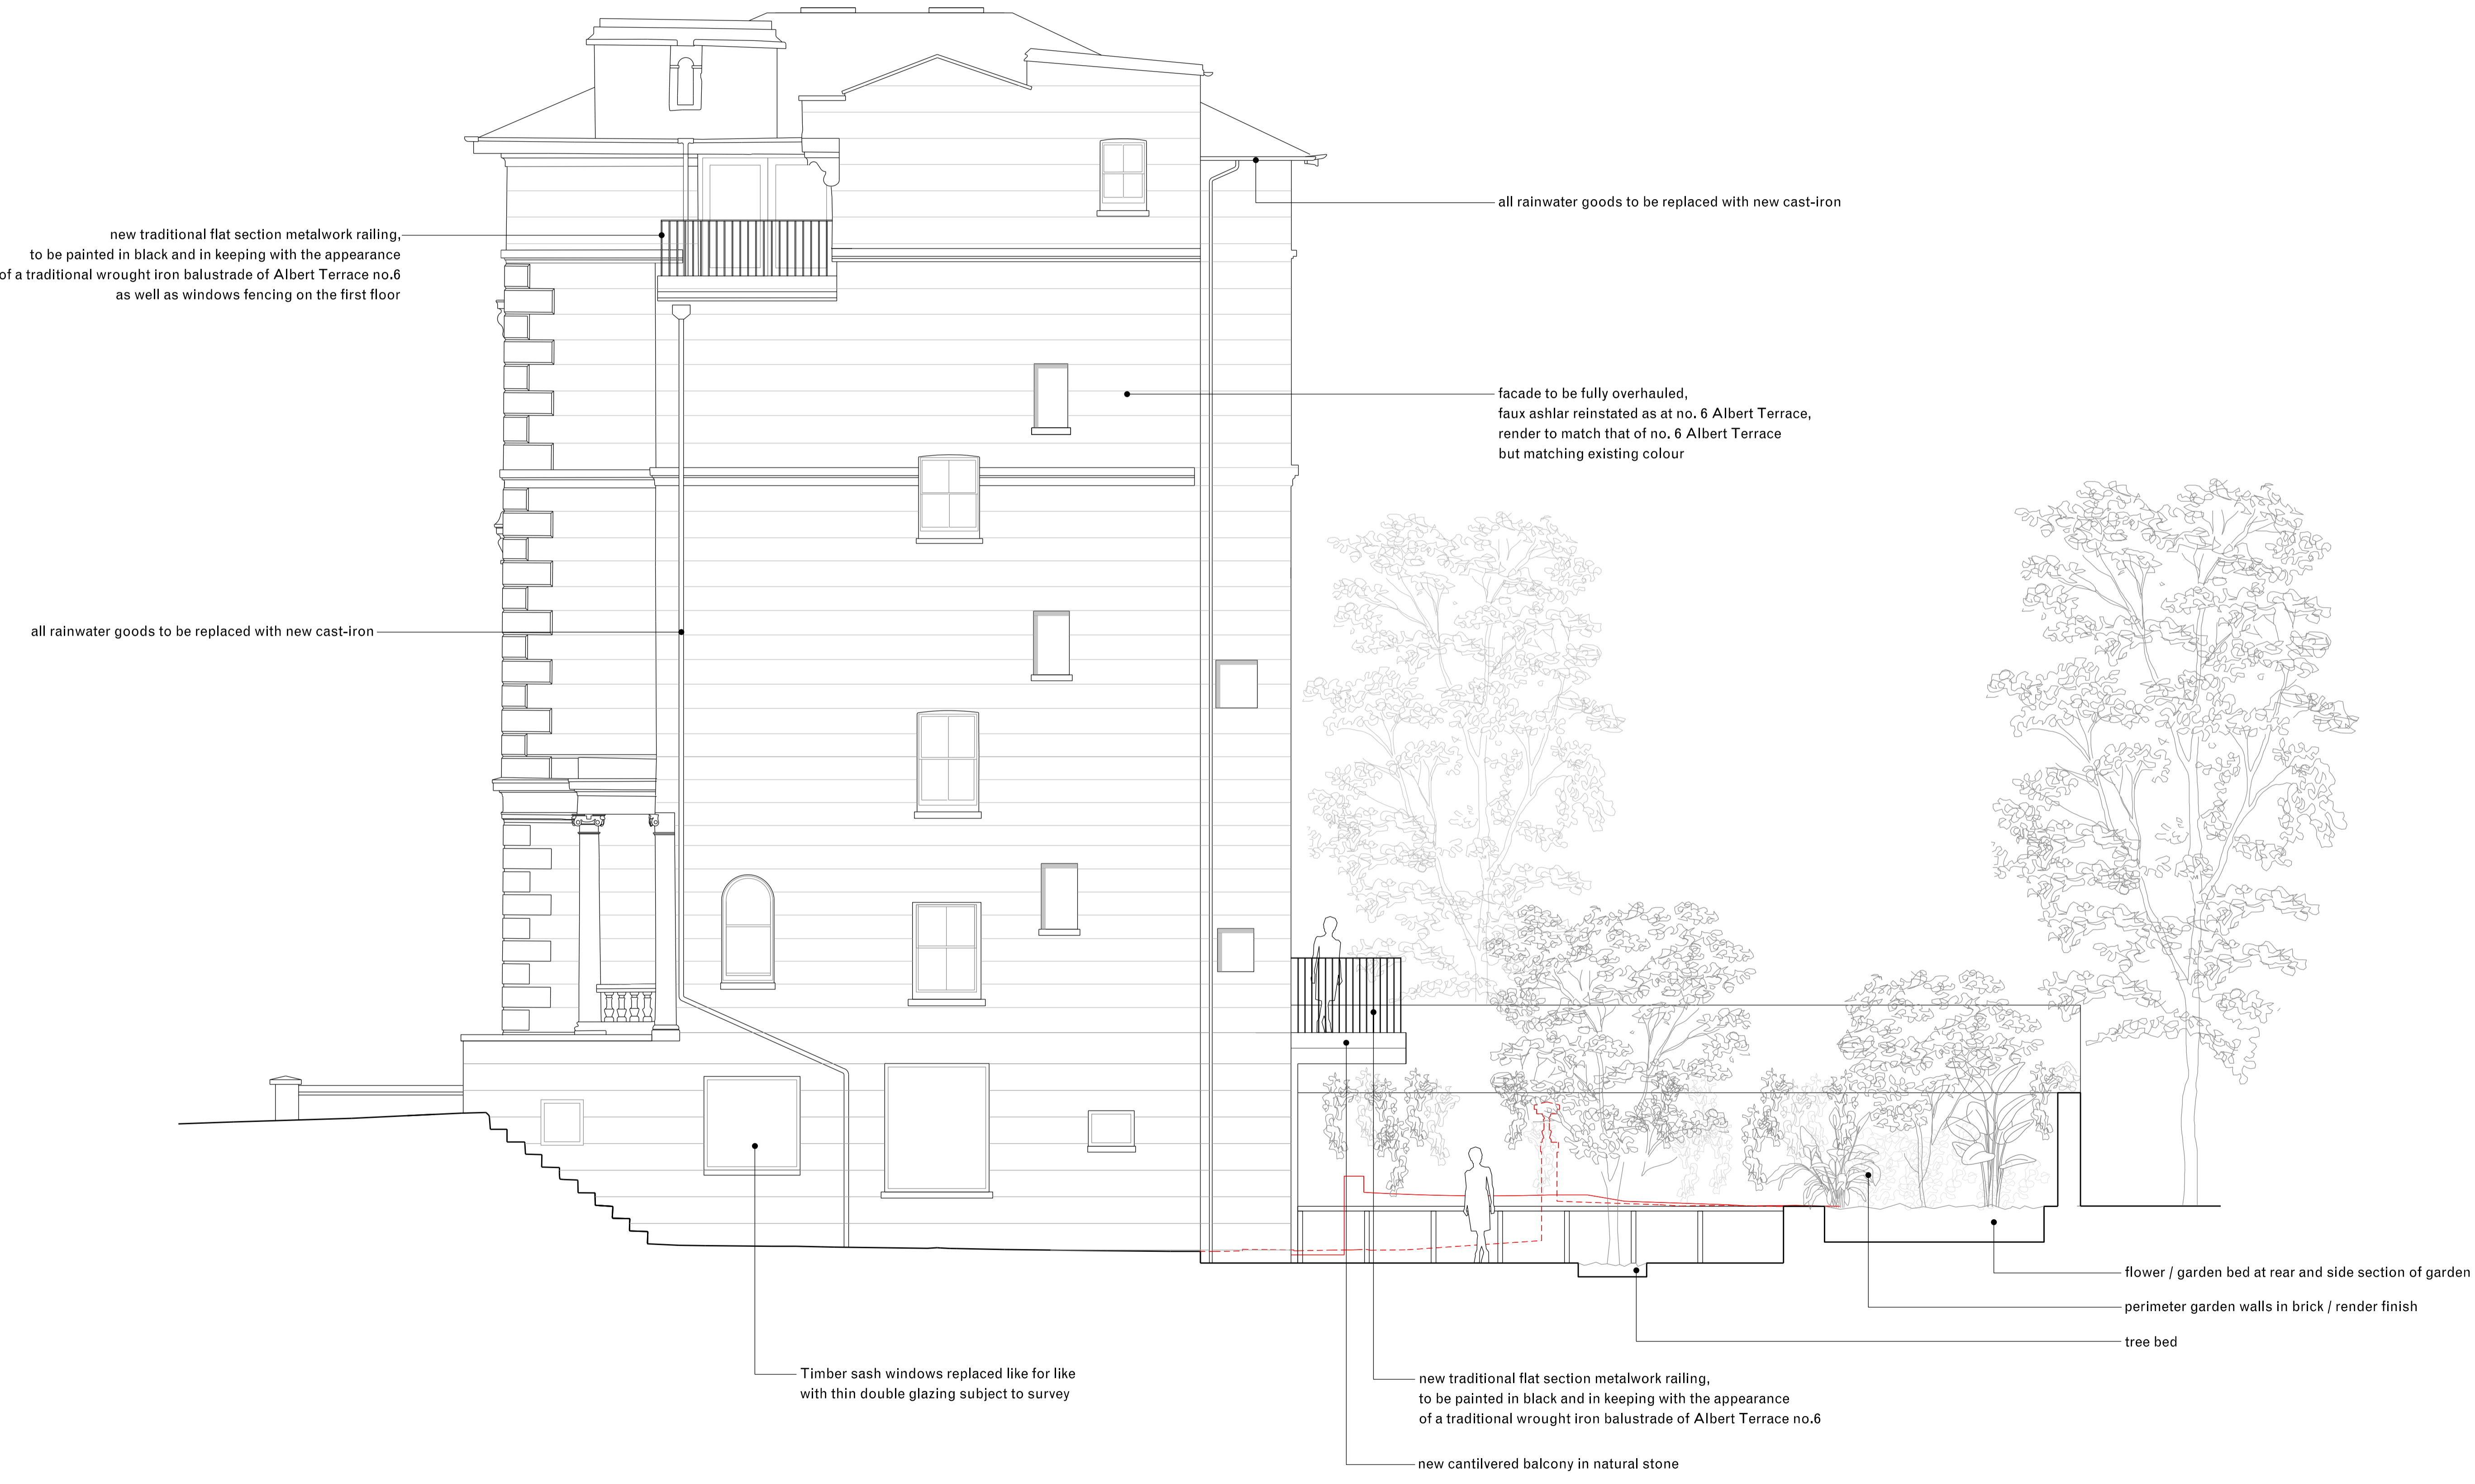 all rainwater goods to be replaced with new cast-iron
new traditional flat section metalwork railing,
to be painted in black and in keeping with the appearance
of a traditional wrought iron balustrade of Albert Terrace no.6
as well as windows fencing on the first floor
facade to be fully overhauled,
faux ashlar reinstated as at no. 6 Albert Terrace,
render to match that of no. 6 Albert Terrace
but matching existing colour
all rainwater goods to be replaced with new cast-iron
flower / garden bed at rear and side section of garden
perimeter garden walls in brick / render finish
tree bed
Timber sash windows replaced like for like
with thin double glazing subject to survey
new traditional flat section metalwork railing,
to be painted in black and in keeping with the appearance
of a traditional wrought iron balustrade of Albert Terrace no.6
new cantilvered balcony in natural stone